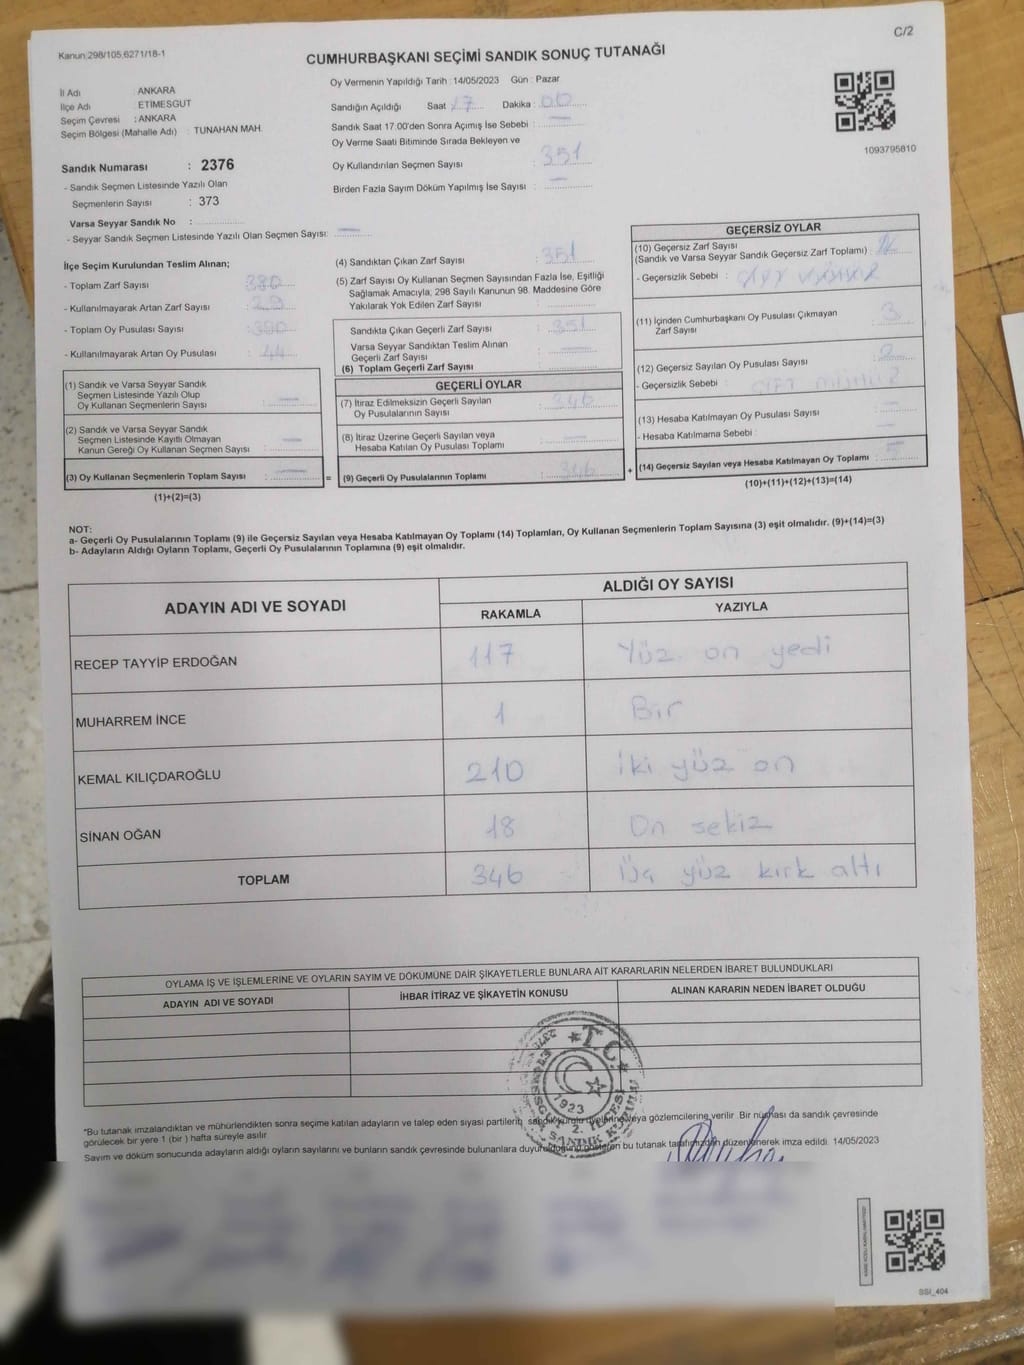 C/2
Kanun:298/105,6271/18-1
CUMHURBAŞKANI SEÇİMİ SANDIK SONUÇ TUTANAĞI
Oy Vermenin Yapıldığı Tarih : 14/05/2023 Gün : Pazar
İl Adı : ANKARA
İlçe Adı : ETİMESGUT
Seçim Çevresi : ANKARA
Seçim Bölgesi (Mahalle Adı) : TUNAHAN MAH.
Sandığın Açıldığı Saat 17 Dakika : 00
Sandık Saat 17.00'den Sonra Açımış İse Sebebi : —
Oy Verme Saati Bitiminde Sırada Bekleyen ve
Oy Kullandırılan Seçmen Sayısı : 351
Birden Fazla Sayım Döküm Yapılmış İse Sayısı : —
1093795810
Sandık Numarası : 2376
- Sandık Seçmen Listesinde Yazılı Olan
Seçmenlerin Sayısı : 373
Varsa Seyyar Sandık No :
- Seyyar Sandık Seçmen Listesinde Yazılı Olan Seçmen Sayısı: —
İlçe Seçim Kurulundan Teslim Alınan;
- Toplam Zarf Sayısı : 380
- Kullanılmayarak Artan Zarf Sayısı : 29
- Toplam Oy Pusulası Sayısı : 390
- Kullanılmayarak Artan Oy Pusulası : 44
(1) Sandık ve Varsa Seyyar Sandık
Seçmen Listesinde Yazılı Olup
Oy Kullanan Seçmenlerin Sayısı : —
(2) Sandık ve Varsa Seyyar Sandık
Seçmen Listesinde Kayıtlı Olmayan
Kanun Gereği Oy Kullanan Seçmen Sayısı : —
(3) Oy Kullanan Seçmenlerin Toplam Sayısı : — =
(1)+(2)=(3)
(4) Sandıktan Çıkan Zarf Sayısı : 351
(5) Zarf Sayısı Oy Kullanan Seçmen Sayısından Fazla İse, Eşitliği
Sağlamak Amacıyla, 298 Sayılı Kanunun 98. Maddesine Göre
Yakılarak Yok Edilen Zarf Sayısı :
Sandıkta Çıkan Geçerli Zarf Sayısı : 351
Varsa Seyyar Sandıktan Teslim Alınan
Geçerli Zarf Sayısı : —
(6) Toplam Geçerli Zarf Sayısı :
GEÇERLİ OYLAR
(7) İtiraz Edilmeksizin Geçerli Sayılan
Oy Pusulalarının Sayısı : 346
(8) İtiraz Üzerine Geçerli Sayılan veya
Hesaba Katılan Oy Pusulası Toplamı : —
(9) Geçerli Oy Pusulalarının Toplamı : 346 +
GEÇERSİZ OYLAR
(10) Geçersiz Zarf Sayısı
(Sandık ve Varsa Seyyar Sandık Geçersiz Zarf Toplamı) :
- Geçersizlik Sebebi :
(11) İçinden Cumhurbaşkanı Oy Pusulası Çıkmayan
Zarf Sayısı : 3
(12) Geçersiz Sayılan Oy Pusulası Sayısı : 2
- Geçersizlik Sebebi : ÇİFT MÜHÜR
(13) Hesaba Katılmayan Oy Pusulası Sayısı : —
- Hesaba Katılmama Sebebi : —
(14) Geçersiz Sayılan veya Hesaba Katılmayan Oy Toplamı : 5
(10)+(11)+(12)+(13)=(14)
NOT:
a- Geçerli Oy Pusulalarının Toplamı (9) ile Geçersiz Sayılan veya Hesaba Katılmayan Oy Toplamı (14) Toplamları, Oy Kullanan Seçmenlerin Toplam Sayısına (3) eşit olmalıdır. (9)+(14)=(3)
b- Adayların Aldığı Oyların Toplamı, Geçerli Oy Pusulalarının Toplamına (9) eşit olmalıdır.
ADAYIN ADI VE SOYADI
ALDIĞI OY SAYISI
RAKAMLA YAZIYLA
RECEP TAYYİP ERDOĞAN 117 Yüz on yedi
MUHARREM İNCE 1 Bir
KEMAL KILIÇDAROĞLU 210 iki yüz on
SİNAN OĞAN 18 On sekiz
TOPLAM 346 Üç yüz kırk altı
OYLAMA İŞ VE İŞLEMLERİNE VE OYLARIN SAYIM VE DÖKÜMÜNE DAİR ŞİKAYETLERLE BUNLARA AİT KARARLARIN NELERDEN İBARET BULUNDUKLARI
ADAYIN ADI VE SOYADI İHBAR İTİRAZ VE ŞİKAYETİN KONUSU ALINAN KARARIN NEDEN İBARET OLDUĞU
T.C.
1923
*Bu tutanak imzalandıktan ve mühürlendikten sonra seçime katılan adayların ve talep eden siyasi partilerin, sandık kurulu üyelerine veya gözlemcilerine verilir. Bir nüshası da sandık çevresinde
görülecek bir yere 1 (bir ) hafta süreyle asılır
Sayım ve döküm sonucunda adayların aldığı oyların sayılarını ve bunların sandık çevresinde bulunanlara duyurulduğunu gösteren bu tutanak tarafımızdan düzenlenerek imza edildi. 14/05/2023
SSI_404